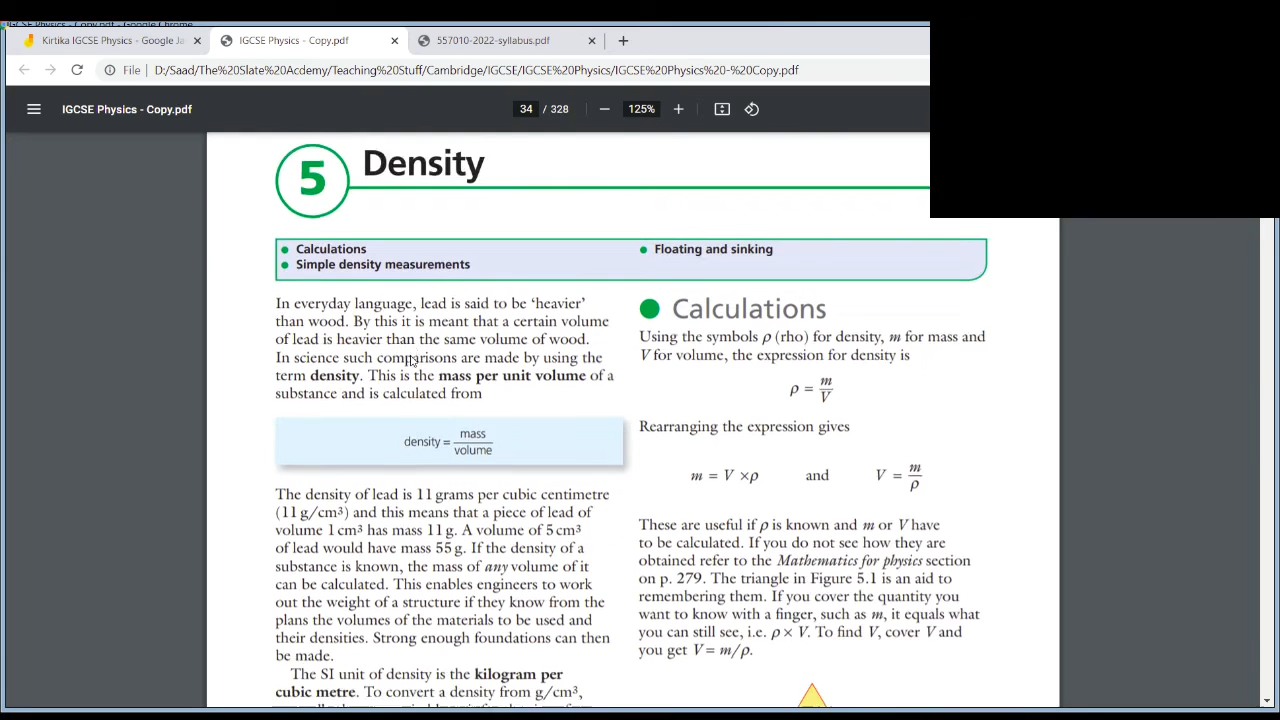 Kirtika IGCSE Physics - Google Ja
IGCSE Physics - Copy.pdf
557010-2022-syllabus.pdf
File
D:/Saad/The%20Slate%20Acdemy/Teaching%20Stuff/Cambridge/IGCSE/IGCSE%20Physics/IGCSE%20Physics%20-%20Copy.pdf
IGCSE Physics - Copy.pdf
34 / 328
125%
5
Density
Calculations
Simple density measurements
Floating and sinking
In everyday language, lead is said to be ‘heavier’
than wood. By this it is meant that a certain volume
of lead is heavier than the same volume of wood.
In science such comparisons are made by using the
term density. This is the mass per unit volume of a
substance and is calculated from
density = mass
volume
The density of lead is 11 grams per cubic centimetre
(11 g/cm³) and this means that a piece of lead of
volume 1 cm³ has mass 11 g. A volume of 5 cm³
of lead would have mass 55 g. If the density of a
substance is known, the mass of any volume of it
can be calculated. This enables engineers to work
out the weight of a structure if they know from the
plans the volumes of the materials to be used and
their densities. Strong enough foundations can then
be made.
The SI unit of density is the kilogram per
cubic metre. To convert a density from g/cm³,
Calculations
Using the symbols ρ (rho) for density, m for mass and
V for volume, the expression for density is
ρ = m
V
Rearranging the expression gives
m = V ×ρ and V = m
ρ
These are useful if ρ is known and m or V have
to be calculated. If you do not see how they are
obtained refer to the Mathematics for physics section
on p. 279. The triangle in Figure 5.1 is an aid to
remembering them. If you cover the quantity you
want to know with a finger, such as m, it equals what
you can still see, i.e. ρ × V. To find V, cover V and
you get V = m/ρ.